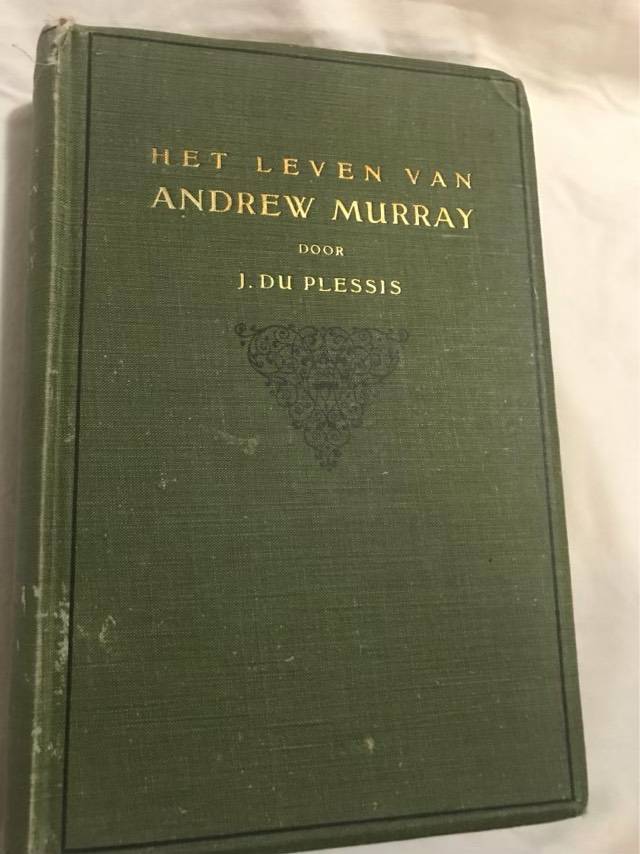 HET LEVEN VAN
ANDREW MURRAY
DOOR
J. DU PLESSIS